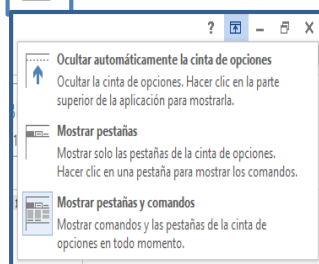 ?
Ocultar automáticamente la cinta de opciones
Ocultar la cinta de opciones. Hacer clic en la parte
superior de la aplicación para mostrarla.
Mostrar pestañas
Mostrar solo las pestañas de la cinta de opciones.
Hacer clic en una pestaña para mostrar los comandos.
Mostrar pestañas y comandos
Mostrar comandos y las pestañas de la cinta de
opciones en todo momento.